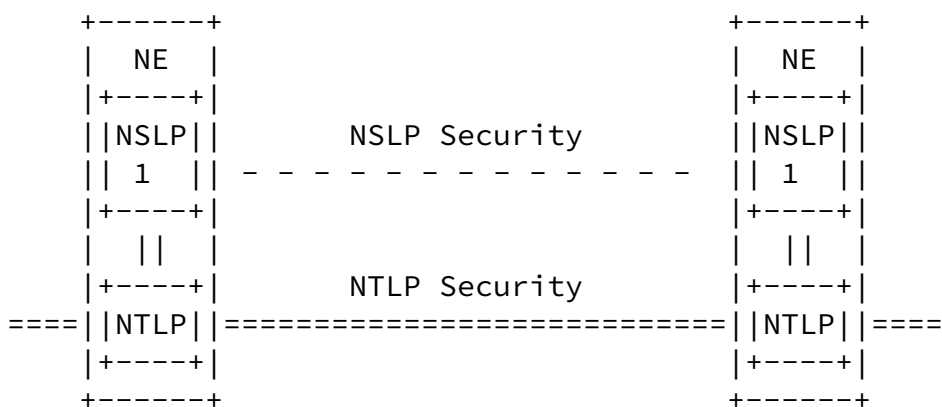 +------+                            +------+
|  NE  |                            |  NE  |
|+----+|                            |+----+|
||NSLP||       NSLP Security        ||NSLP||
|| 1  || - - - - - - - - - - - - -  || 1  ||
|+----+|                            |+----+|
|  ||  |                            |  ||  |
|+----+|       NTLP Security        |+----+|
====||NTLP||============================||NTLP||====
|+----+|                            |+----+|
+------+                            +------+